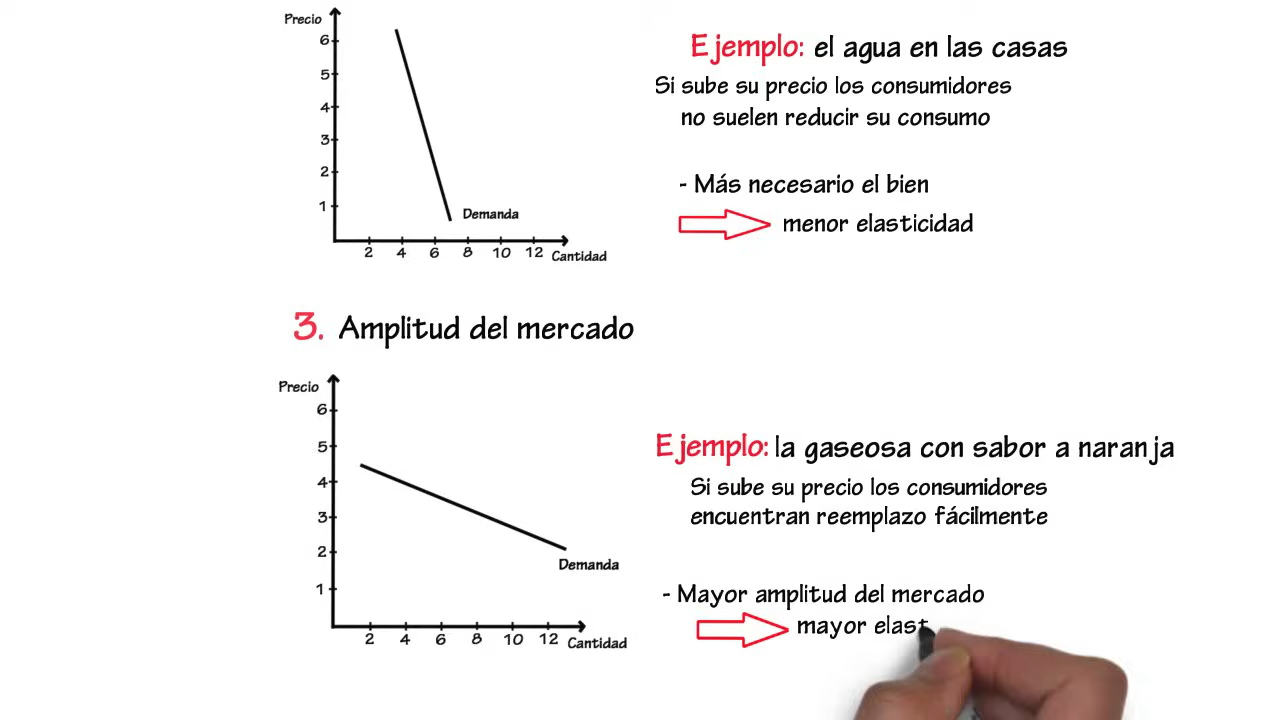 Precio
6
5
4
3
2
1
Demanda
2 4 6 8 10 12 Cantidad
Ejemplo: el agua en las casas
Si sube su precio los consumidores
no suelen reducir su consumo
- Más necesario el bien
menor elasticidad
3. Amplitud del mercado
Precio
6
5
4
3
2
1
Demanda
2 4 6 8 10 12 Cantidad
Ejemplo: la gaseosa con sabor a naranja
Si sube su precio los consumidores
encuentran reemplazo fácilmente
- Mayor amplitud del mercado
mayor elast